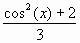 cos²(x) + 2
3